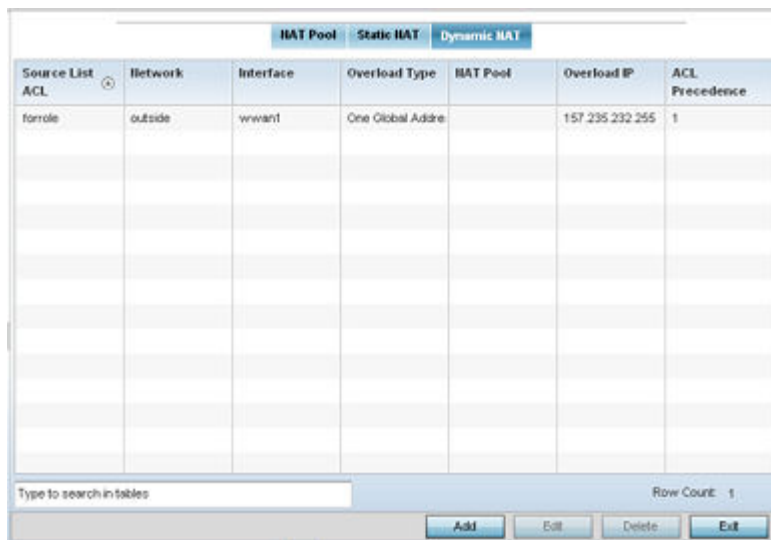 NAT Pool Static NAT Dynamic NAT
Source List ACL Network Interface Overload Type NAT Pool Overload IP ACL Precedence
forrole outside wwan1 One Global Addre 157.235.232.255 1
Type to search in tables Row Count: 1
Add Edit Delete Exit